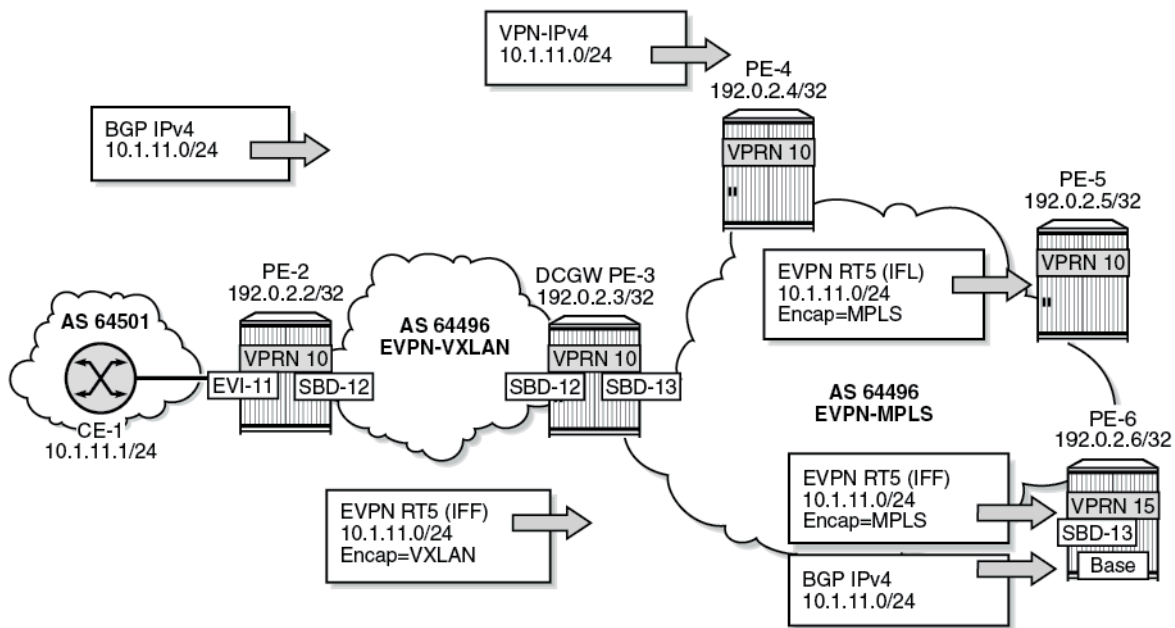 VPN-IPv4
10.1.11.0/24
PE-4
192.0.2.4/32
VPRN 10
BGP IPv4
10.1.11.0/24
PE-5
192.0.2.5/32
VPRN 10
EVPN RT5 (IFL)
10.1.11.0/24
Encap=MPLS
PE-2
192.0.2.2/32
VPRN 10
EVI-11
SBD-12
AS 64501
CE-1
10.1.11.1/24
AS 64496
EVPN-VXLAN
DCGW PE-3
192.0.2.3/32
VPRN 10
SBD-12
SBD-13
AS 64496
EVPN-MPLS
PE-6
192.0.2.6/32
VPRN 15
SBD-13
Base
EVPN RT5 (IFF)
10.1.11.0/24
Encap=MPLS
EVPN RT5 (IFF)
10.1.11.0/24
Encap=VXLAN
BGP IPv4
10.1.11.0/24